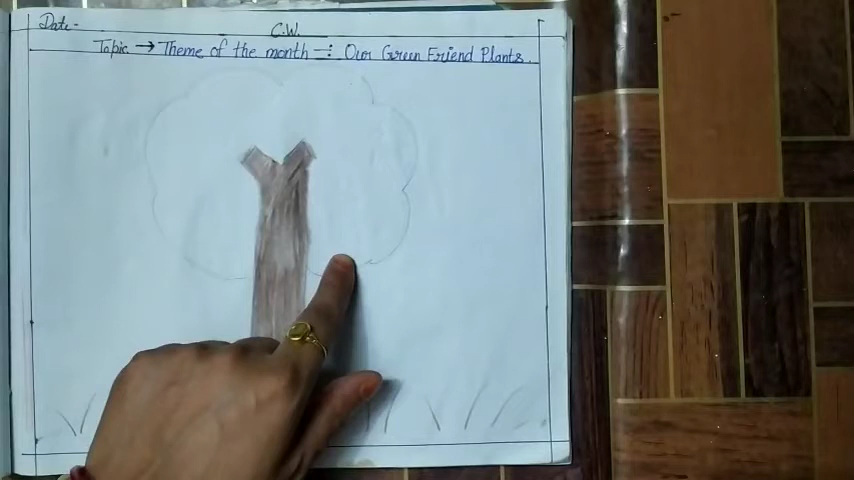 Date-
C.W.
Topic → Theme of the month -: Our Green Friend Plants.